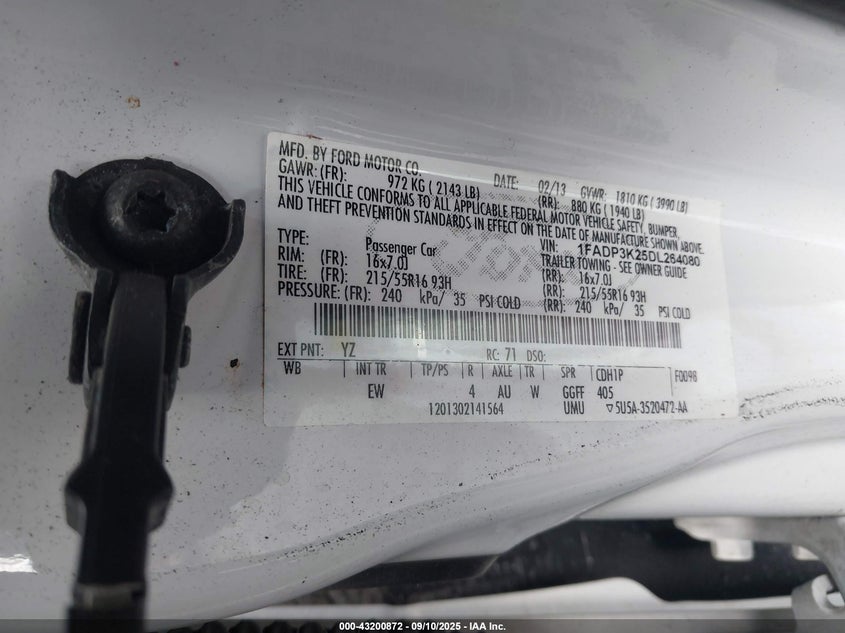 MFD. BY FORD MOTOR CO.
DATE: 02/13 GVWR: 1810 KG ( 3990 LB)
GAWR: (FR): 972 KG ( 2143 LB) (RR): 880 KG ( 1940 LB)
THIS VEHICLE CONFORMS TO ALL APPLICABLE FEDERAL MOTOR VEHICLE SAFETY, BUMPER,
AND THEFT PREVENTION STANDARDS IN EFFECT ON THE DATE OF MANUFACTURE SHOWN ABOVE.
VIN: 1FADP3K25DL264080
TYPE: Passenger Car TRAILER TOWING - SEE OWNER GUIDE
RIM: (FR): 16x7.0J (RR): 16x7.0J
TIRE: (FR): 215/55R16 93H (RR): 215/55R16 93H
PRESSURE: (FR): 240 kPa/ 35 PSI COLD (RR): 240 kPa/ 35 PSI COLD
EXT PNT: YZ RC: 71 DSO:
WB INT TR TP/PS R AXLE TR SPR CDH1P F0098
EW 4 AU W GGFF 405
1201302141564 UMU ▽5U5A-3520472-AA
000-43200872 - 09/10/2025 - IAA Inc.